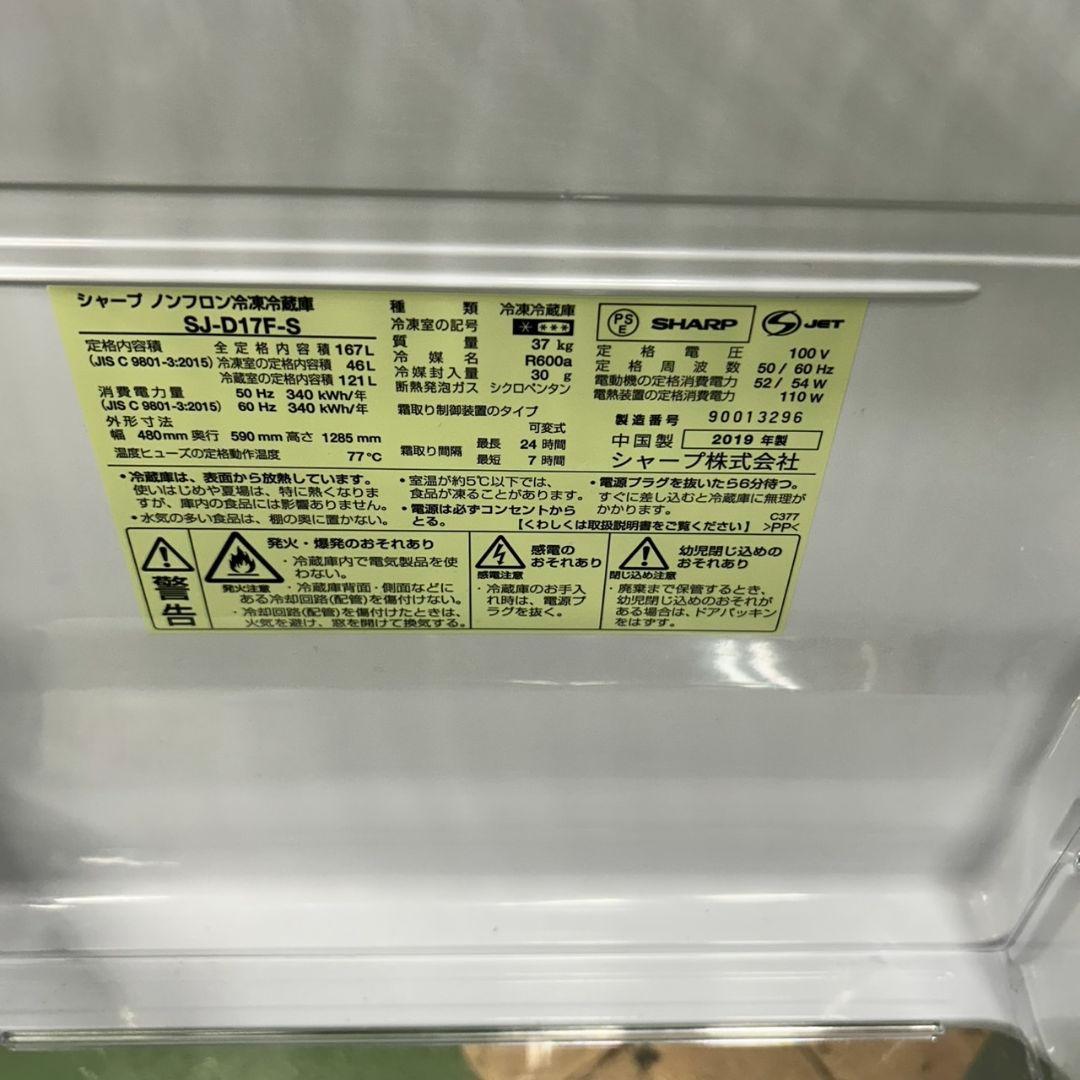 シャープ ノンフロン冷凍冷蔵庫
SJ-D17F-S
定格内容積 全定格内容積 167L
(JIS C 9801-3:2015) 冷凍室の定格内容積 46L
冷蔵室の定格内容積 121L
消費電力量 50 Hz 340 kWh/年
(JIS C 9801-3:2015) 60 Hz 340 kWh/年
外形寸法
幅 480mm 奥行 590mm 高さ 1285mm
温度ヒューズの定格動作温度 77℃
種類 冷凍冷蔵庫
冷凍室の記号
質量 37 kg
冷媒名 R600a
冷媒封入量 30 g
断熱発泡ガス シクロペンタン
霜取り制御装置のタイプ
可変式
霜取り間隔 最長 24 時間
最短 7 時間
PSE SHARP S JET
定格電圧 100 V
定格周波数 50 / 60 Hz
電動機の定格消費電力 52 / 54 W
電熱装置の定格消費電力 110 W
製造番号 90013296
中国製 2019 年製
シャープ株式会社
・冷蔵庫は、表面から放熱しています。
使いはじめや夏場は、特に熱くなりま
すが、庫内の食品には影響ありません。
・水気の多い食品は、棚の奥に置かない。
・室温が約5℃以下では、
食品が凍ることがあります。
・電源は必ずコンセントから
とる。
・電源プラグを抜いたら6分待つ。
すぐに差し込むと冷蔵庫に無理が
かかります。
C377
【くわしくは取扱説明書をご覧ください】 >PP<
警告
発火・爆発のおそれあり
発火注意
・冷蔵庫内で電気製品を使
わない。
・冷蔵庫背面・側面などに
ある冷却回路(配管)を傷付けない。
・冷却回路(配管)を傷付けたときは、
火気を避け、窓を開けて換気する。
感電の
おそれあり
感電注意
・冷蔵庫のお手入
れ時は、電源プ
ラグを抜く。
幼児閉じ込めの
おそれあり
閉じ込め注意
・廃棄まで保管するとき、
幼児閉じ込めのおそれが
ある場合は、ドアパッキン
をはずす。